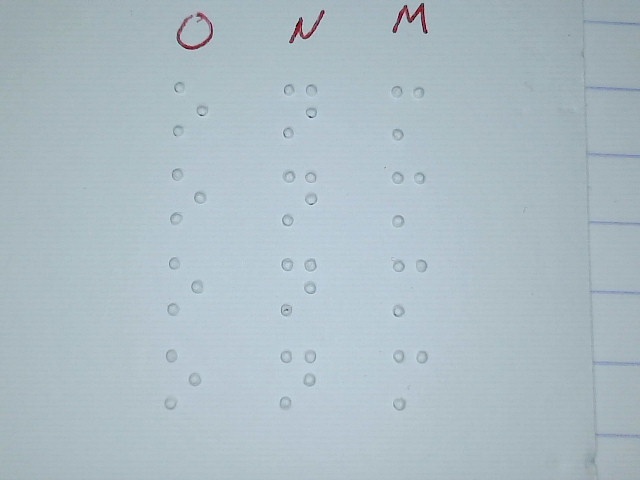 O N M
⠕ ⠝ ⠍
⠕ ⠝ ⠍
⠕ ⠝ ⠍
⠕ ⠝ ⠍